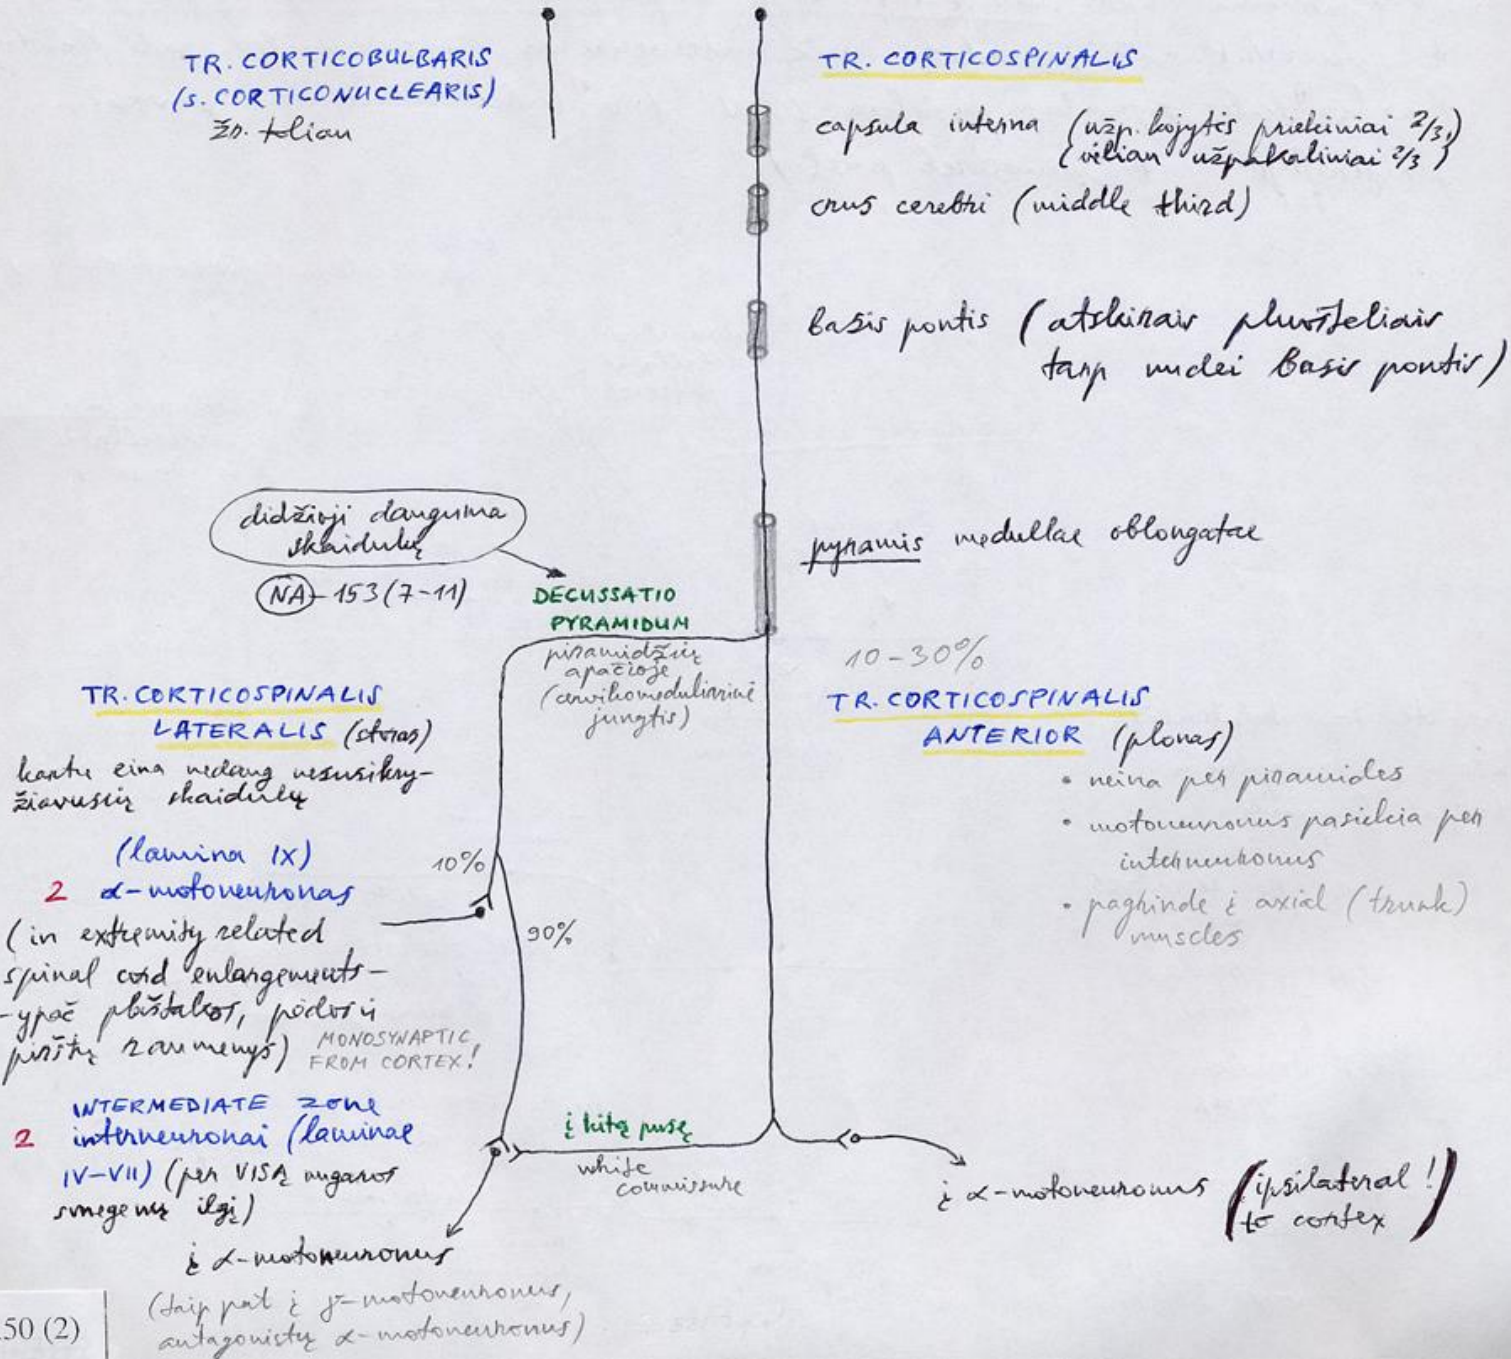 TR. CORTICOBULBARIS
(S. CORTICONUCLEARIS)
žr. toliau
TR. CORTICOSPINALIS
capsula interna (užp. kojytės priekiniai 2/3,)
(vėliau užpakaliniai 2/3)
crus cerebri (middle third)
basis pontis (atskirais pluošteliais
tarp nuclei basis pontis)
didžioji dauguma
skaidulų
NA-153 (7-11)
pyramis medullae oblongatae
DECUSSATIO
PYRAMIDUM
piramidžių
apačioje
(cervikomeduliarinė
jungtis)
10-30%
TR. CORTICOSPINALIS
LATERALIS (storas)
kartu eina nedaug nesusikry-
žiavusių skaidulų
TR. CORTICOSPINALIS
ANTERIOR (plonas)
• neina per piramides
• motoneuronus pasiekia per
interneuronus
• pagrinde į axial (trunk)
muscles
(lamina IX)
2 α-motoneuronas
(in extremity related
spinal cord enlargements-
-ypač plaštakos, pėdos ir
pirštų raumenys) MONOSYNAPTIC
FROM CORTEX!
10%
90%
INTERMEDIATE zone
2 interneuronai (laminae
IV-VII) (per VISĄ nugaros
smegenų ilgį)
į α-motoneuronus
(taip pat į γ-motoneuronus,
antagonistų α-motoneuronus)
į kitą pusę
white
commissure
į α-motoneuronus (ipsilateral!
to cortex)
50 (2)